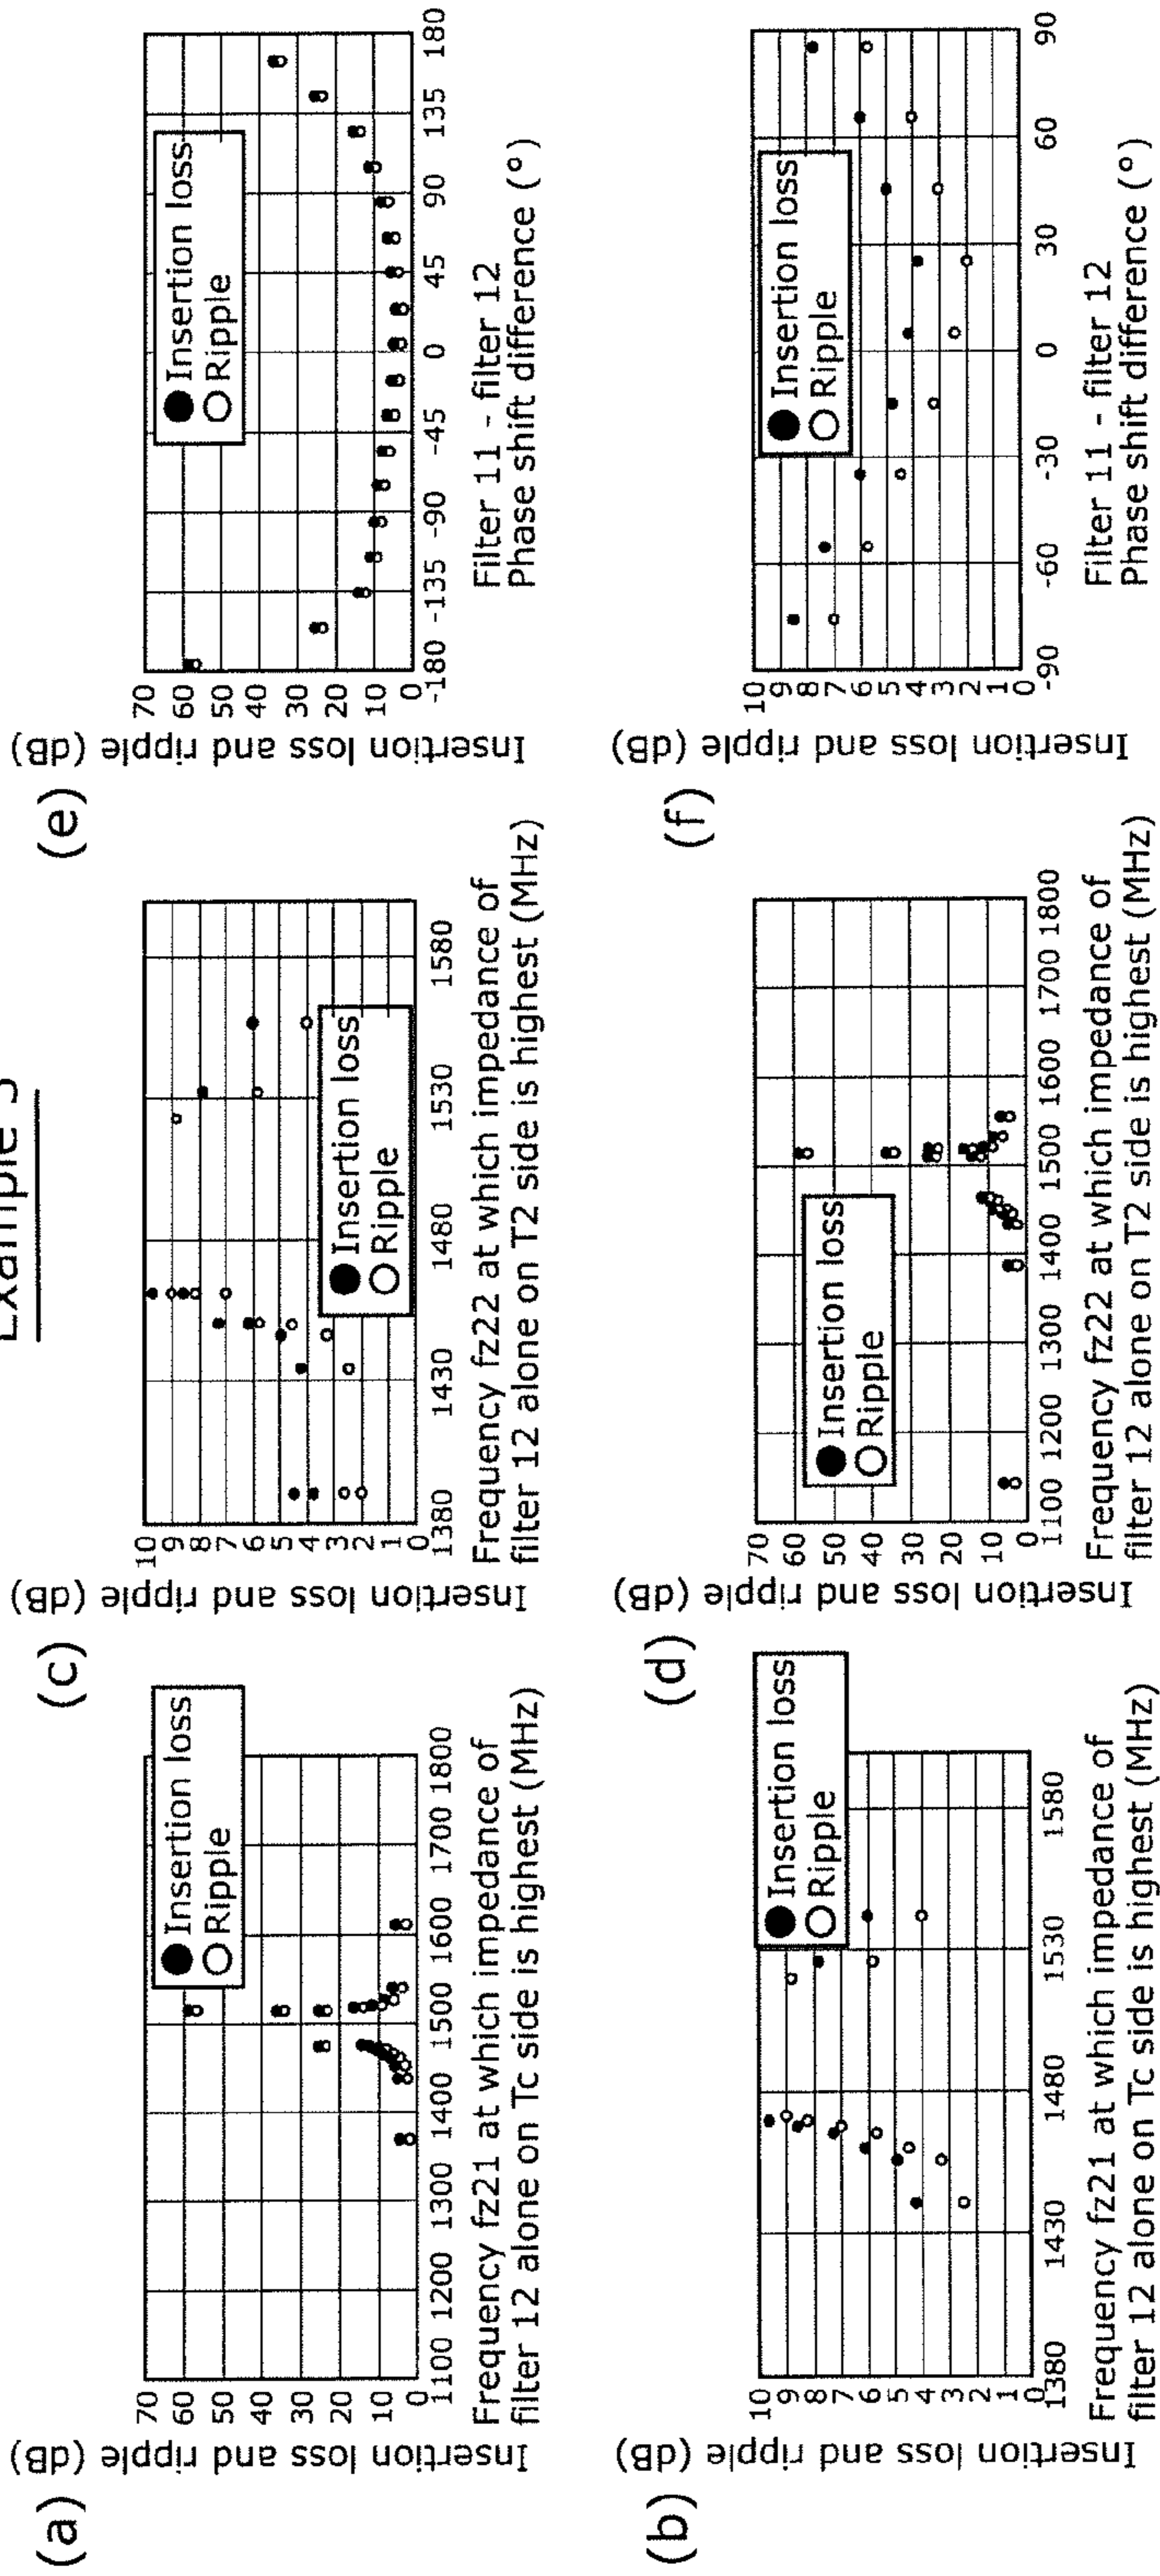 Example
(a)
Insertion loss and ripple (dB)
70
60
50
40
30
20
10
0
Insertion loss
Ripple
1100 1200 1300 1400 1500 1600 1700 1800
Frequency fz21 at which impedance of
filter 12 alone on Tc side is highest (MHz)
(c)
Insertion loss and ripple (dB)
10
9
8
7
6
5
4
3
2
1
0
Insertion loss
Ripple
1380 1430 1480 1530 1580
Frequency fz22 at which impedance of
filter 12 alone on T2 side is highest (MHz)
(e)
Insertion loss and ripple (dB)
70
60
50
40
30
20
10
0
Insertion loss
Ripple
-180 -135 -90 -45 0 45 90 135 180
Filter 11 - filter 12
Phase shift difference (°)
(b)
Insertion loss and ripple (dB)
10
9
8
7
6
5
4
3
2
1
0
Insertion loss
Ripple
1380 1430 1480 1530 1580
Frequency fz21 at which impedance of
filter 12 alone on Tc side is highest (MHz)
(d)
Insertion loss and ripple (dB)
70
60
50
40
30
20
10
0
Insertion loss
Ripple
1100 1200 1300 1400 1500 1600 1700 1800
Frequency fz22 at which impedance of
filter 12 alone on T2 side is highest (MHz)
(f)
Insertion loss and ripple (dB)
10
9
8
7
6
5
4
3
2
1
0
Insertion loss
Ripple
-90 -60 -30 0 30 60 90
Filter 11 - filter 12
Phase shift difference (°)